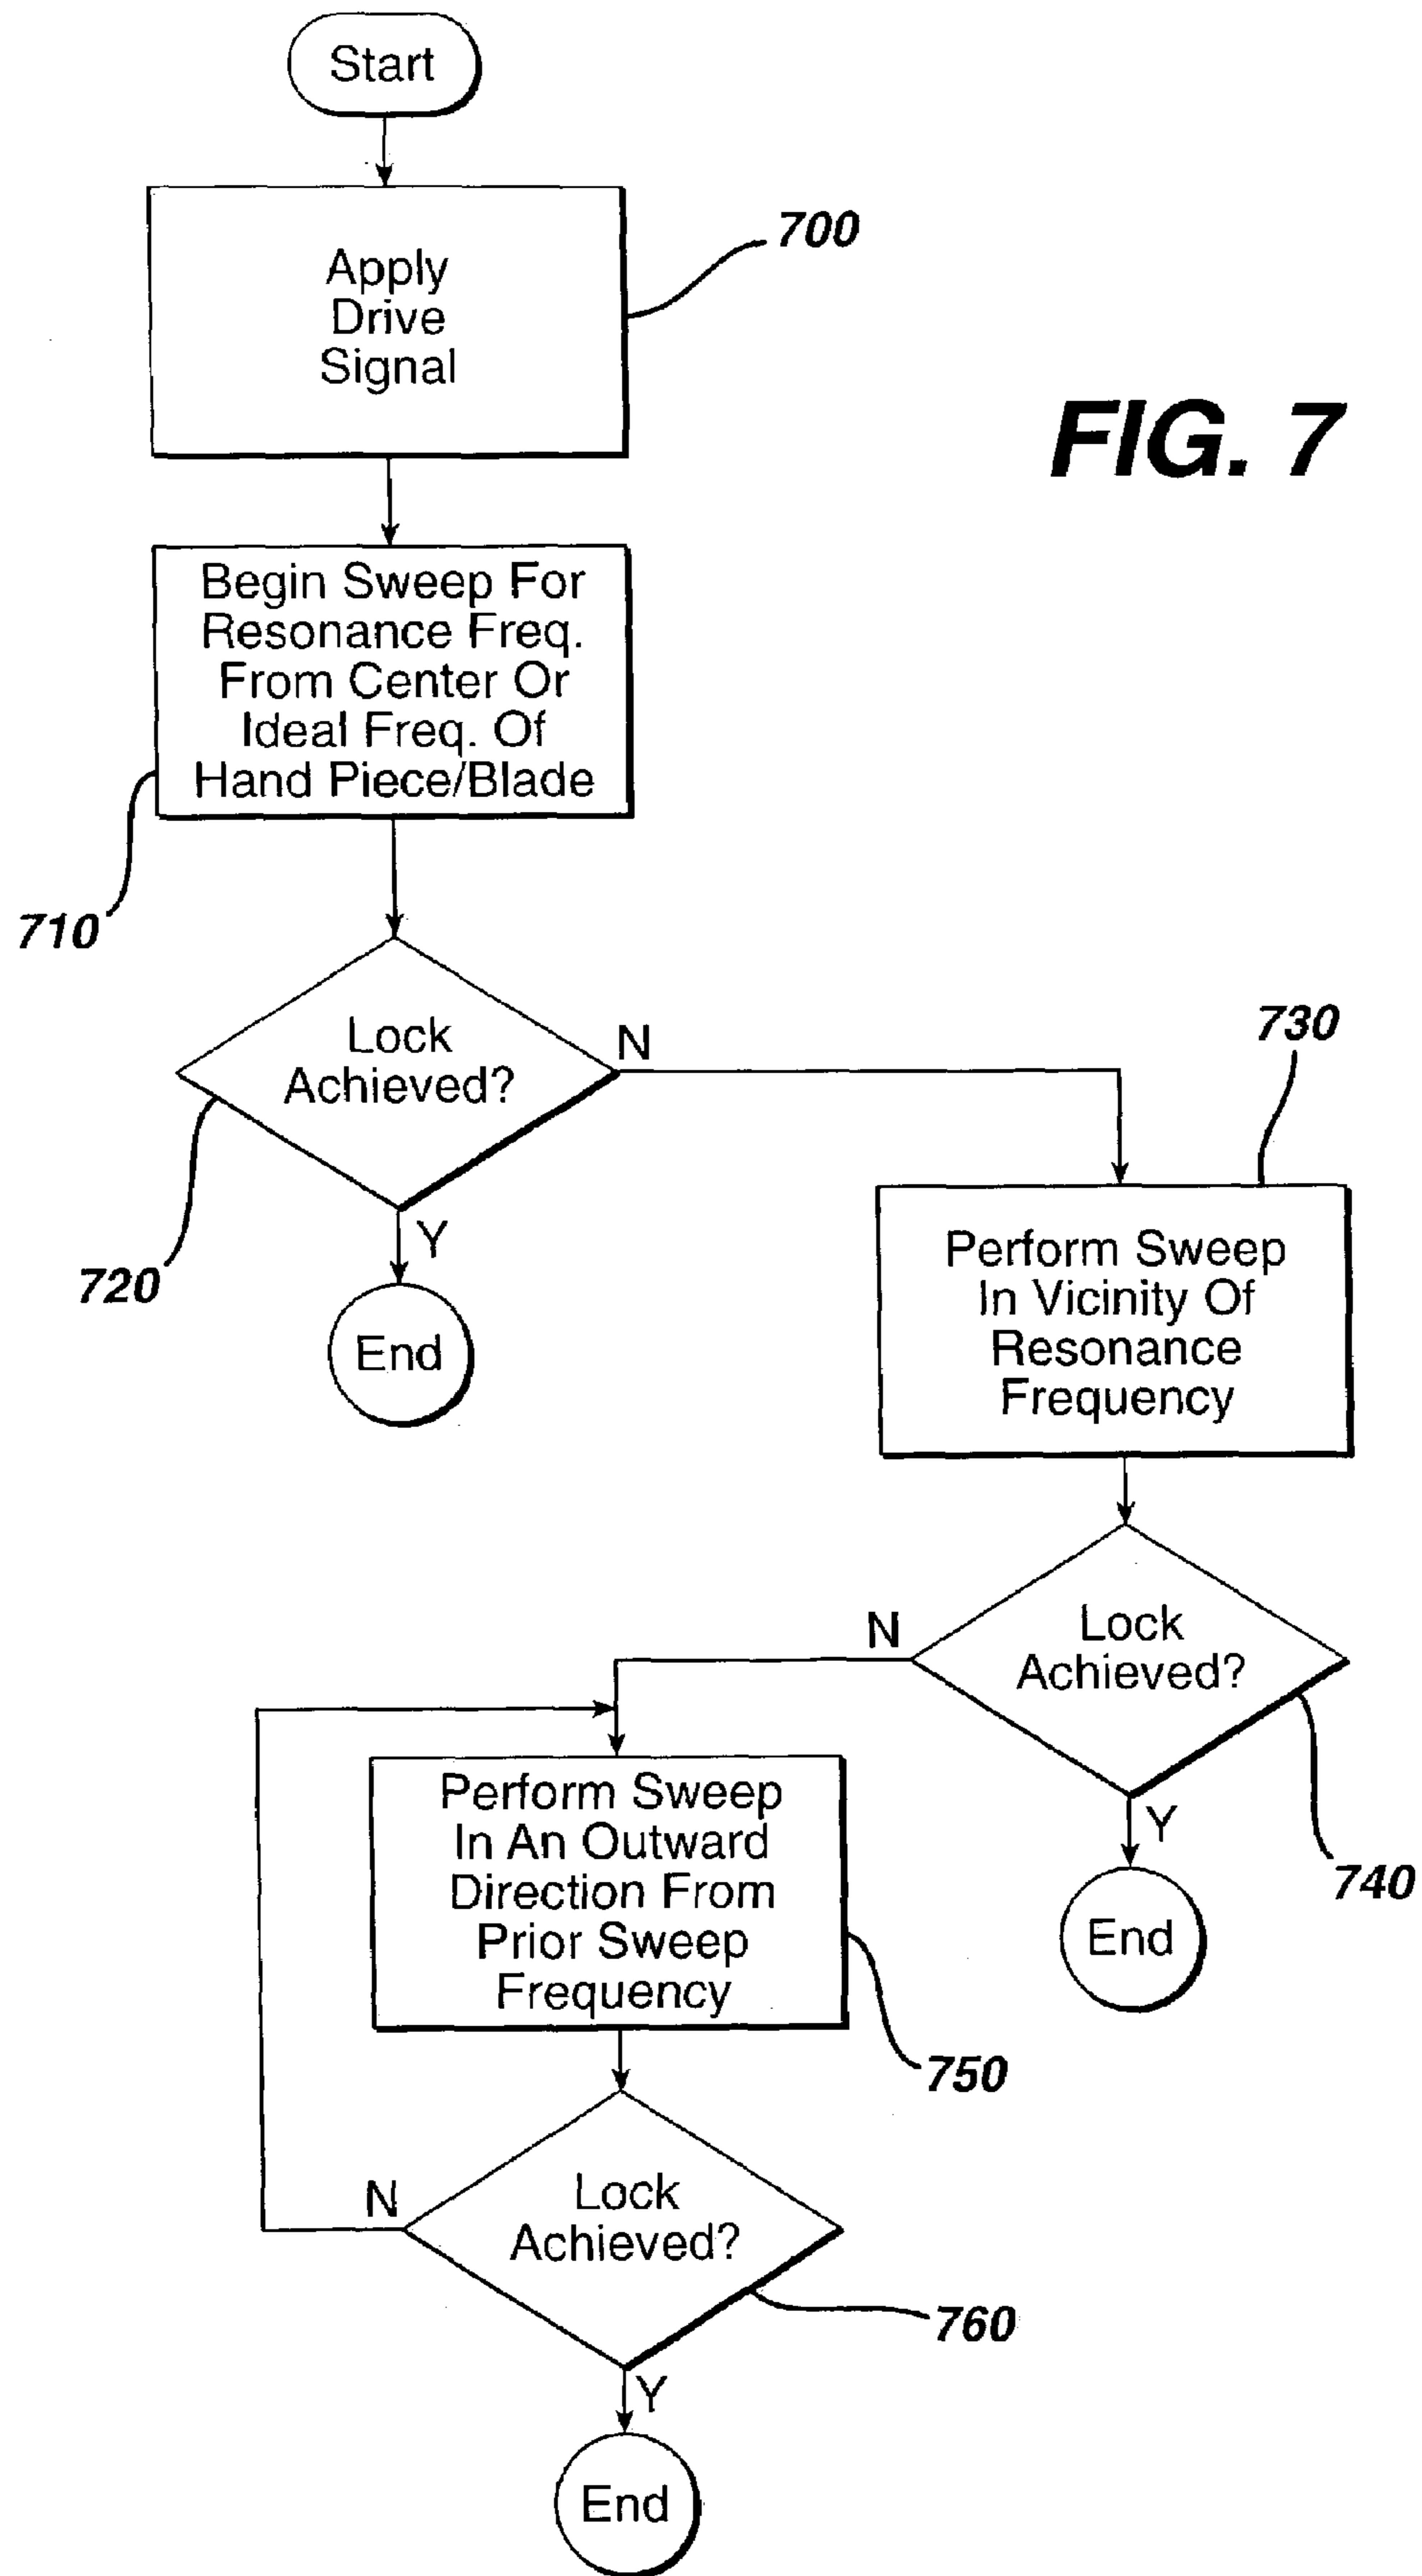 Start
Apply
Drive
Signal
700
FIG. 7
Begin Sweep For
Resonance Freq.
From Center Or
Ideal Freq. Of
Hand Piece/Blade
710
Lock
Achieved?
N
720
Y
End
730
Perform Sweep
In Vicinity Of
Resonance
Frequency
Lock
Achieved?
N
740
Y
End
Perform Sweep
In An Outward
Direction From
Prior Sweep
Frequency
750
Lock
Achieved?
N
760
Y
End